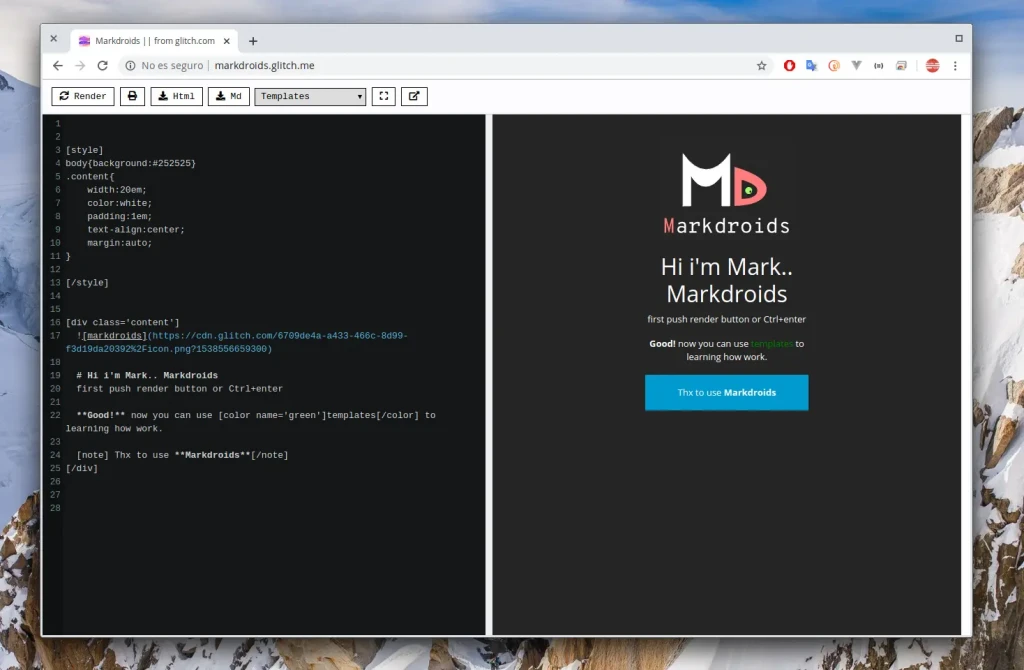 Markdroids || from glitch.com
No es seguro | markdroids.glitch.me
Render Html Md Templates
1
2
3 [style]
4 body{background:#252525}
5 .content{
6 width:20em;
7 color:white;
8 padding:1em;
9 text-align:center;
10 margin:auto;
11 }
12
13 [/style]
14
15
16 [div class='content']
17 ![markdroids](https://cdn.glitch.com/6709de4a-a433-466c-8d99-
f3d19da20392%2Ficon.png?1538556659300)
18
19 # Hi i'm Mark.. Markdroids
20 first push render button or Ctrl+enter
21
22 **Good!** now you can use [color name='green']templates[/color] to
learning how work.
23
24 [note] Thx to use **Markdroids**[/note]
25 [/div]
26
27
28
MD
Markdroids
Hi i'm Mark..
Markdroids
first push render button or Ctrl+enter
Good! now you can use templates to
learning how work.
Thx to use Markdroids